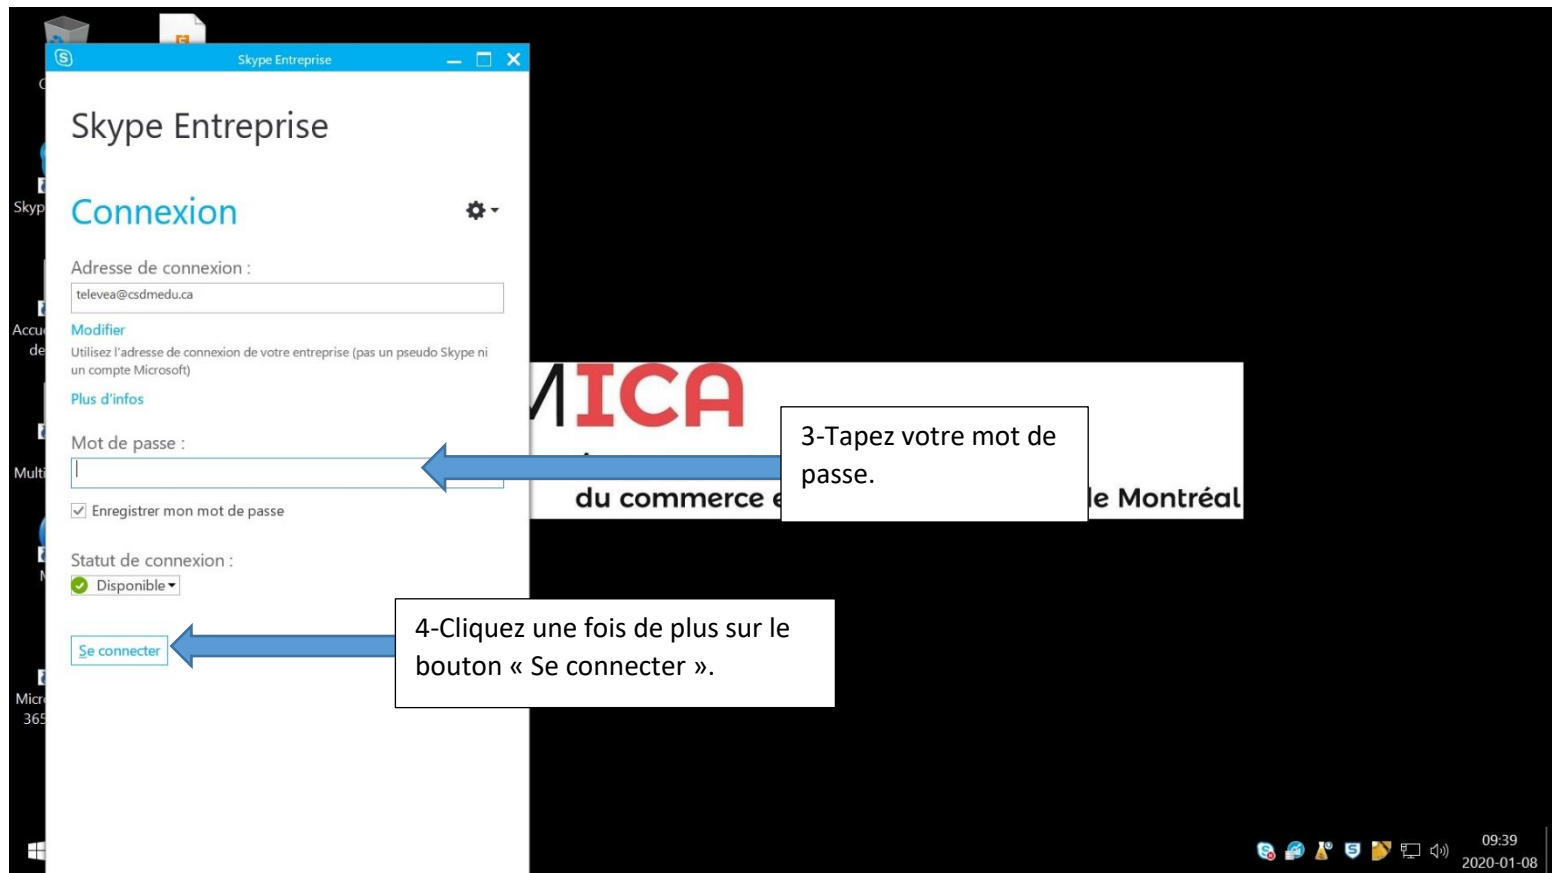 Skype Entreprise
Skype Entreprise
Connexion
Adresse de connexion :
televea@csdmedu.ca
Modifier
Utilisez l'adresse de connexion de votre entreprise (pas un pseudo Skype ni
un compte Microsoft)
Plus d'infos
Mot de passe :
Enregistrer mon mot de passe
Statut de connexion :
Disponible
Se connecter
3-Tapez votre mot de
passe.
4-Cliquez une fois de plus sur le
bouton « Se connecter ».
ICA
du commerce
Montréal
Skyp
Accu
de
Multi
Micr
365
09:39
2020-01-08